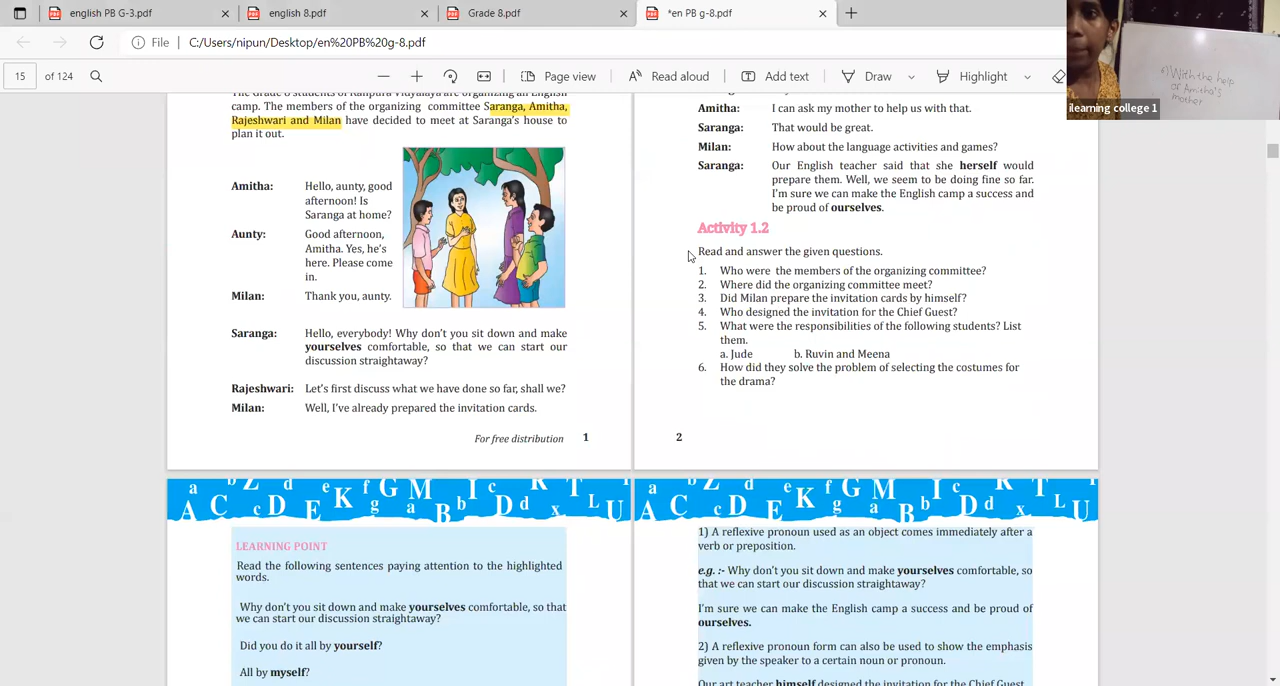 english PB G-3.pdf
english 8.pdf
Grade 8.pdf
*en PB g-8.pdf
File
C:/Users/nipun/Desktop/en%20PB%20g-8.pdf
15 of 124
Page view
Read aloud
Add text
Draw
Highlight
6) With the help
of Amitha's
mother
ilearning college 1
The grade 8 students of Ranpura Vidyalaya are organizing an English
camp. The members of the organizing committee Saranga, Amitha,
Rajeshwari and Milan have decided to meet at Saranga's house to
plan it out.
Amitha: Hello, aunty, good
afternoon! Is
Saranga at home?
Aunty: Good afternoon,
Amitha. Yes, he's
here. Please come
in.
Milan: Thank you, aunty.
Saranga: Hello, everybody! Why don't you sit down and make
yourselves comfortable, so that we can start our
discussion straightaway?
Rajeshwari: Let's first discuss what we have done so far, shall we?
Milan: Well, I've already prepared the invitation cards.
For free distribution 1
Amitha: I can ask my mother to help us with that.
Saranga: That would be great.
Milan: How about the language activities and games?
Saranga: Our English teacher said that she herself would
prepare them. Well, we seem to be doing fine so far.
I'm sure we can make the English camp a success and
be proud of ourselves.
Activity 1.2
Read and answer the given questions.
1. Who were the members of the organizing committee?
2. Where did the organizing committee meet?
3. Did Milan prepare the invitation cards by himself?
4. Who designed the invitation for the Chief Guest?
5. What were the responsibilities of the following students? List
them.
a. Jude b. Ruvin and Meena
6. How did they solve the problem of selecting the costumes for
the drama?
2
a b Z d e f G M I c R T
A C c D E K g a B b D d x L U
LEARNING POINT
Read the following sentences paying attention to the highlighted
words.
Why don't you sit down and make yourselves comfortable, so that
we can start our discussion straightaway?
Did you do it all by yourself?
All by myself?
a b Z d e f G M I c R T
A C c D E K g a B b D d x L U
1) A reflexive pronoun used as an object comes immediately after a
verb or preposition.
e.g. :- Why don't you sit down and make yourselves comfortable, so
that we can start our discussion straightaway?
I'm sure we can make the English camp a success and be proud of
ourselves.
2) A reflexive pronoun form can also be used to show the emphasis
given by the speaker to a certain noun or pronoun.
Our art teacher himself designed the invitation for the Chief Guest.